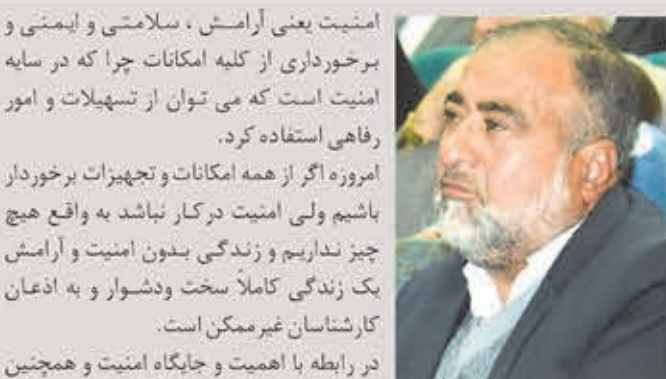 امنیت یعنی آرامش ، سلامتی و ایمنی و
برخورداری از کلیه امکانات چرا که در سایه
امنیت است که می توان از تسهیلات و امور
رفاهی استفاده کرد.
امروزه اگر از همه امکانات و تجهیزات برخوردار
باشیم ولی امنیت درکار نباشد به واقع هیچ
چیز نداریم و زندگی بدون امنیت و آرامش
یک زندگی کاملاً سخت ودشوار و به اذعان
کارشناسان غیرممکن است.
در رابطه با اهمیت و جایگاه امنیت و همچنین